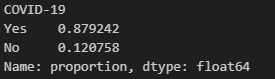 COVID-19
Yes    0.879242
No     0.120758
Name: proportion, dtype: float64